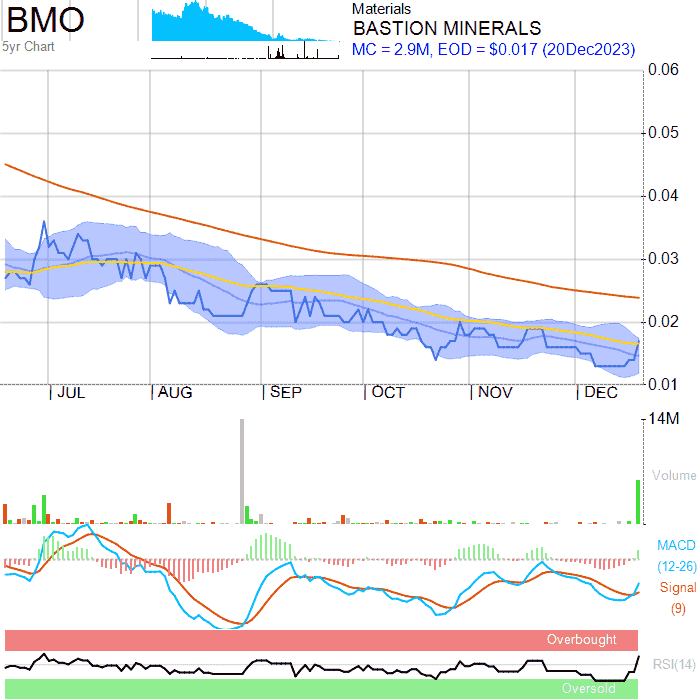 BMO
5yr Chart
Materials
BASTION MINERALS
MC = 2.9M, EOD = $0.017 (20Dec2023)
0.06
0.05
0.04
0.03
0.02
0.01
JUL AUG SEP OCT NOV DEC
14M
Volume
MACD
(12-26)
Signal
(9)
Overbought
RSI(14)
Oversold